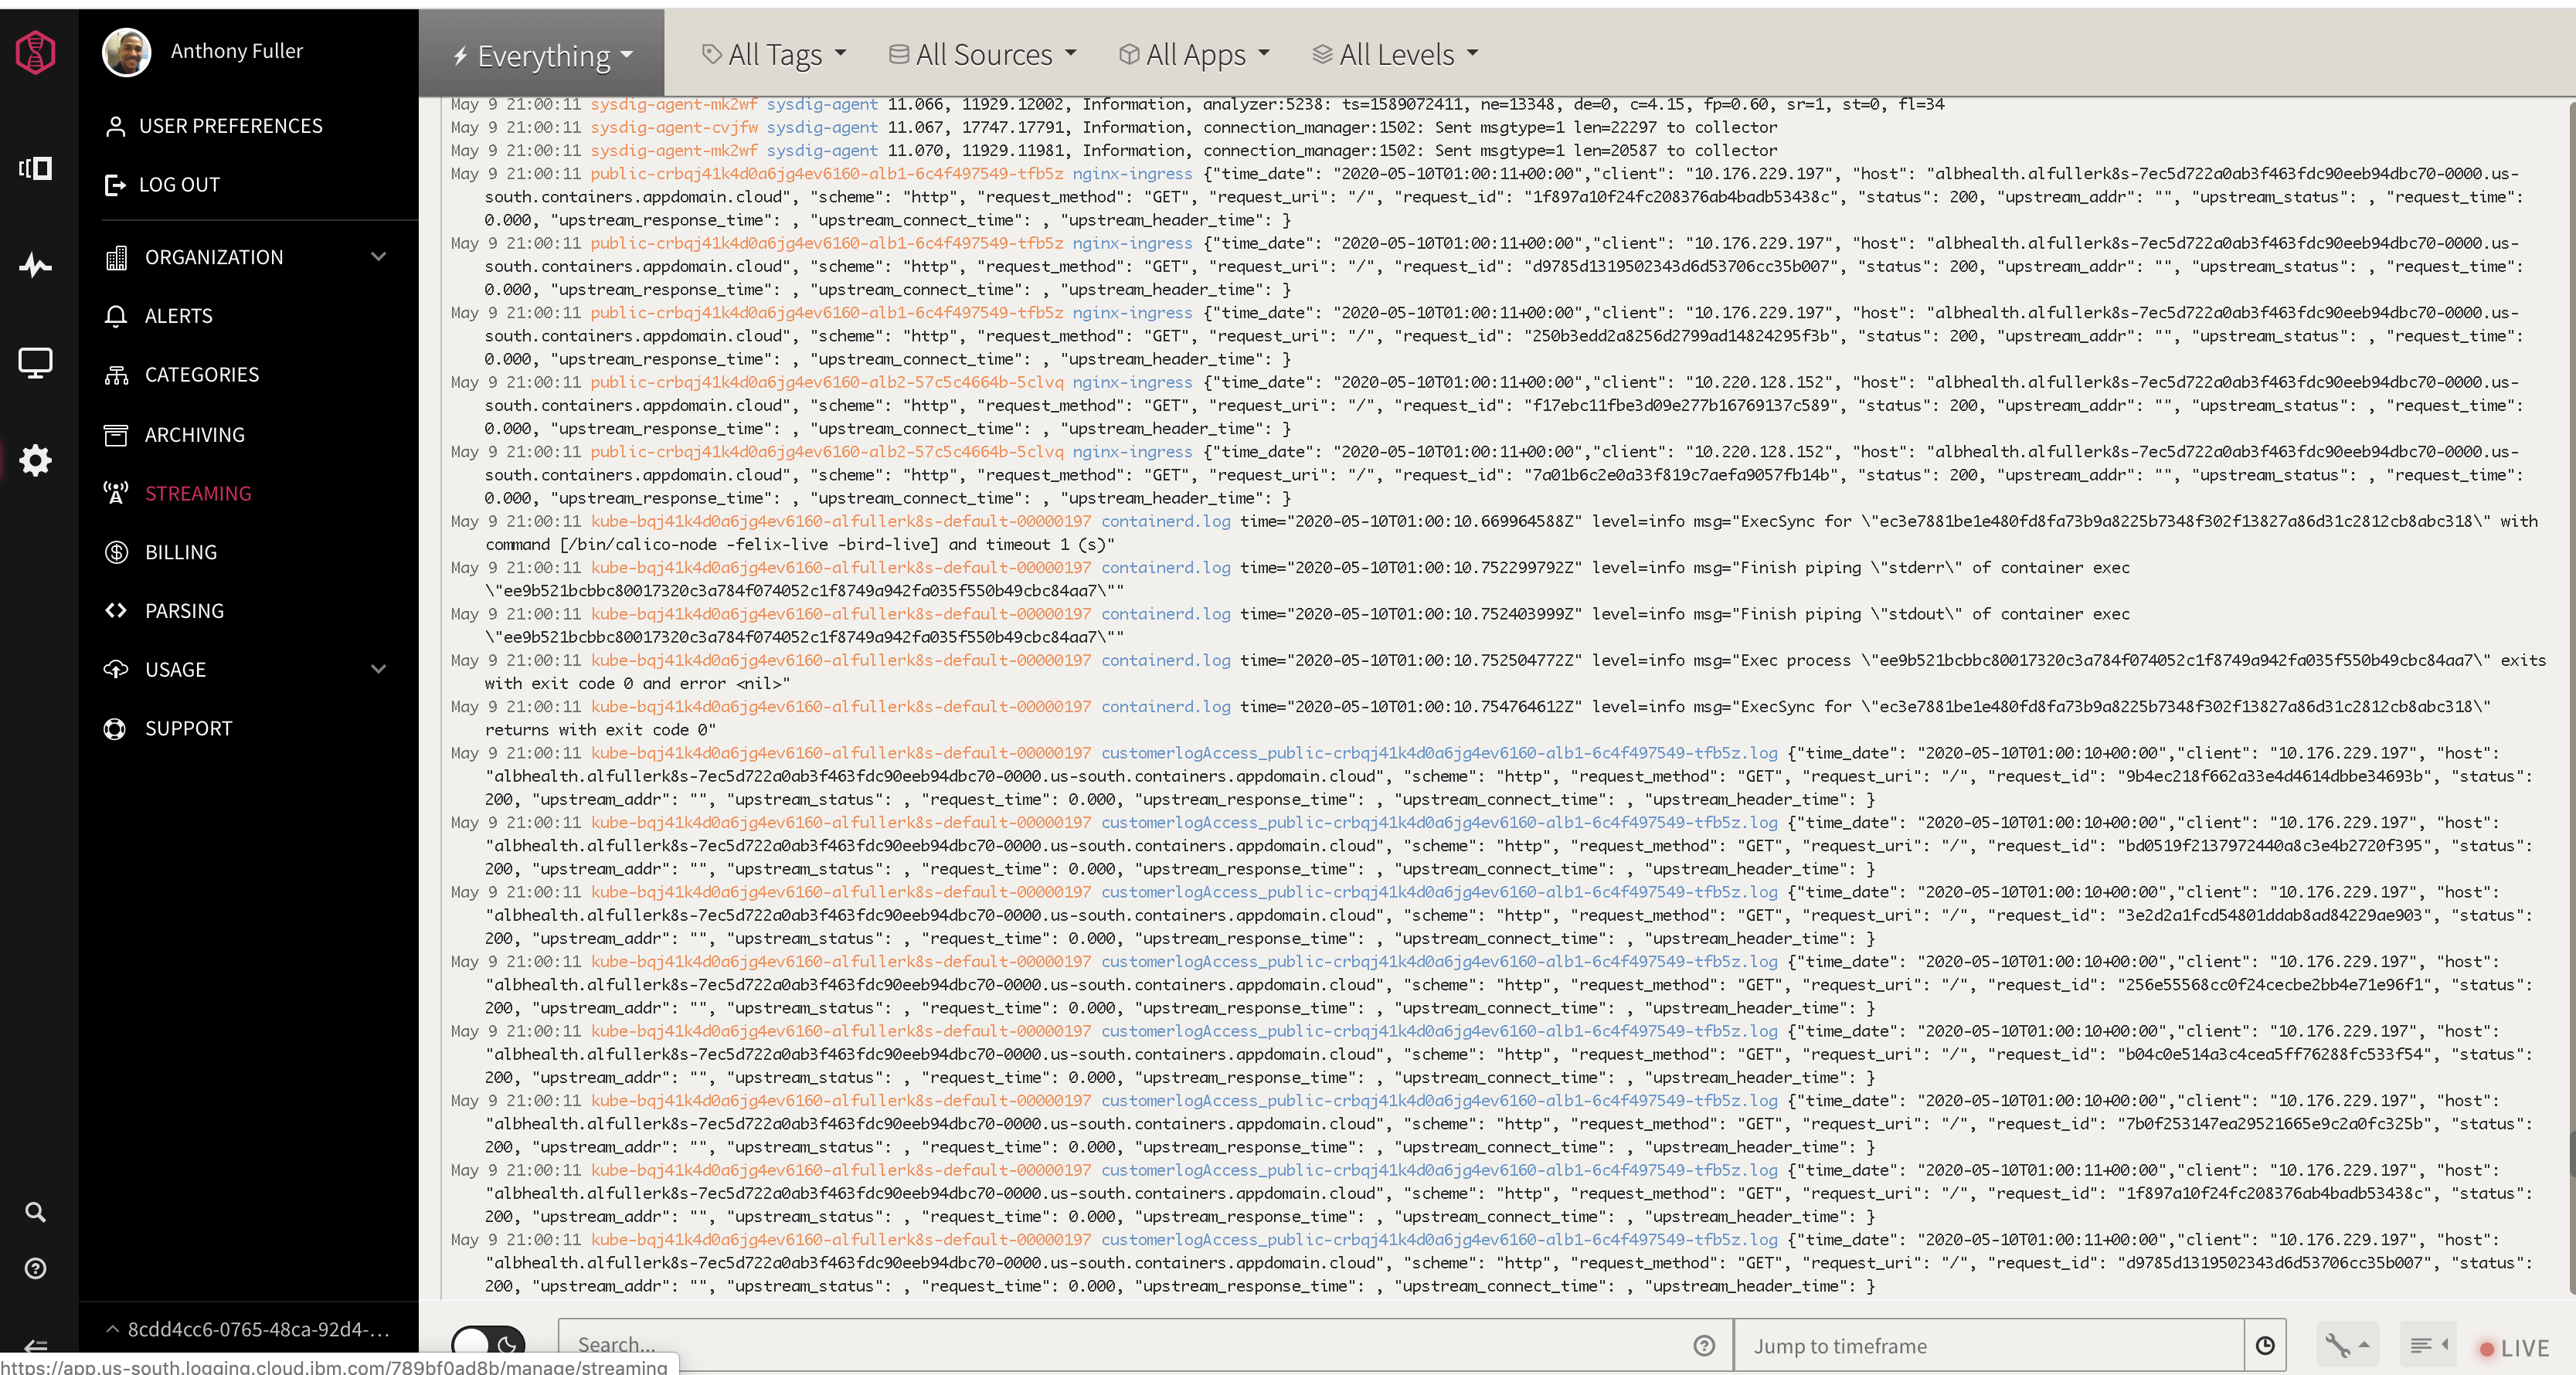 Anthony Fuller
USER PREFERENCES
LOG OUT
ORGANIZATION
ALERTS
CATEGORIES
ARCHIVING
STREAMING
BILLING
PARSING
USAGE
SUPPORT
8cdd4cc6-0765-48ca-92d4-...
https://app.us-south.logging.cloud.ibm.com/789bf0ad8b/manage/streaming
Everything All Tags All Sources All Apps All Levels
May 9 21:00:11 sysdig-agent-mk2wf sysdig-agent 11.066, 11929.12002, Information, analyzer:5238: ts=1589072411, ne=13348, de=0, c=4.15, fp=0.60, sr=1, st=0, fl=34
May 9 21:00:11 sysdig-agent-cvjfw sysdig-agent 11.067, 17747.17791, Information, connection_manager:1502: Sent msgtype=1 len=22297 to collector
May 9 21:00:11 sysdig-agent-mk2wf sysdig-agent 11.070, 11929.11981, Information, connection_manager:1502: Sent msgtype=1 len=20587 to collector
May 9 21:00:11 public-crbqj41k4d0a6jg4ev6160-alb1-6c4f497549-tfb5z nginx-ingress {"time_date": "2020-05-10T01:00:11+00:00","client": "10.176.229.197", "host": "albhealth.alfullerk8s-7ec5d722a0ab3f463fdc90eeb94dbc70-0000.us-
south.containers.appdomain.cloud", "scheme": "http", "request_method": "GET", "request_uri": "/", "request_id": "1f897a10f24fc208376ab4badb53438c", "status": 200, "upstream_addr": "", "upstream_status": , "request_time":
0.000, "upstream_response_time": , "upstream_connect_time": , "upstream_header_time": }
May 9 21:00:11 public-crbqj41k4d0a6jg4ev6160-alb1-6c4f497549-tfb5z nginx-ingress {"time_date": "2020-05-10T01:00:11+00:00","client": "10.176.229.197", "host": "albhealth.alfullerk8s-7ec5d722a0ab3f463fdc90eeb94dbc70-0000.us-
south.containers.appdomain.cloud", "scheme": "http", "request_method": "GET", "request_uri": "/", "request_id": "d9785d1319502343d6d53706cc35b007", "status": 200, "upstream_addr": "", "upstream_status": , "request_time":
0.000, "upstream_response_time": , "upstream_connect_time": , "upstream_header_time": }
May 9 21:00:11 public-crbqj41k4d0a6jg4ev6160-alb1-6c4f497549-tfb5z nginx-ingress {"time_date": "2020-05-10T01:00:11+00:00","client": "10.176.229.197", "host": "albhealth.alfullerk8s-7ec5d722a0ab3f463fdc90eeb94dbc70-0000.us-
south.containers.appdomain.cloud", "scheme": "http", "request_method": "GET", "request_uri": "/", "request_id": "250b3edd2a8256d2799ad14824295f3b", "status": 200, "upstream_addr": "", "upstream_status": , "request_time":
0.000, "upstream_response_time": , "upstream_connect_time": , "upstream_header_time": }
May 9 21:00:11 public-crbqj41k4d0a6jg4ev6160-alb2-57c5c4664b-5clvq nginx-ingress {"time_date": "2020-05-10T01:00:11+00:00","client": "10.220.128.152", "host": "albhealth.alfullerk8s-7ec5d722a0ab3f463fdc90eeb94dbc70-0000.us-
south.containers.appdomain.cloud", "scheme": "http", "request_method": "GET", "request_uri": "/", "request_id": "f17ebc11fbe3d09e277b16769137c589", "status": 200, "upstream_addr": "", "upstream_status": , "request_time":
0.000, "upstream_response_time": , "upstream_connect_time": , "upstream_header_time": }
May 9 21:00:11 public-crbqj41k4d0a6jg4ev6160-alb2-57c5c4664b-5clvq nginx-ingress {"time_date": "2020-05-10T01:00:11+00:00","client": "10.220.128.152", "host": "albhealth.alfullerk8s-7ec5d722a0ab3f463fdc90eeb94dbc70-0000.us-
south.containers.appdomain.cloud", "scheme": "http", "request_method": "GET", "request_uri": "/", "request_id": "7a01b6c2e0a33f819c7aefa9057fb14b", "status": 200, "upstream_addr": "", "upstream_status": , "request_time":
0.000, "upstream_response_time": , "upstream_connect_time": , "upstream_header_time": }
May 9 21:00:11 kube-bqj41k4d0a6jg4ev6160-alfullerk8s-default-00000197 containerd.log time="2020-05-10T01:00:10.669964588Z" level=info msg="ExecSync for \"ec3e7881be1e480fd8fa73b9a8225b7348f302f13827a86d31c2812cb8abc318\" with
command [/bin/calico-node -felix-live -bird-live] and timeout 1 (s)"
May 9 21:00:11 kube-bqj41k4d0a6jg4ev6160-alfullerk8s-default-00000197 containerd.log time="2020-05-10T01:00:10.752299792Z" level=info msg="Finish piping \"stderr\" of container exec
\"ee9b521bcbbc80017320c3a784f074052c1f8749a942fa035f550b49cbc84aa7\""
May 9 21:00:11 kube-bqj41k4d0a6jg4ev6160-alfullerk8s-default-00000197 containerd.log time="2020-05-10T01:00:10.752403999Z" level=info msg="Finish piping \"stdout\" of container exec
\"ee9b521bcbbc80017320c3a784f074052c1f8749a942fa035f550b49cbc84aa7\""
May 9 21:00:11 kube-bqj41k4d0a6jg4ev6160-alfullerk8s-default-00000197 containerd.log time="2020-05-10T01:00:10.752504772Z" level=info msg="Exec process \"ee9b521bcbbc80017320c3a784f074052c1f8749a942fa035f550b49cbc84aa7\" exits
with exit code 0 and error <nil>"
May 9 21:00:11 kube-bqj41k4d0a6jg4ev6160-alfullerk8s-default-00000197 containerd.log time="2020-05-10T01:00:10.754764612Z" level=info msg="ExecSync for \"ec3e7881be1e480fd8fa73b9a8225b7348f302f13827a86d31c2812cb8abc318\"
returns with exit code 0"
May 9 21:00:11 kube-bqj41k4d0a6jg4ev6160-alfullerk8s-default-00000197 customerlogAccess_public-crbqj41k4d0a6jg4ev6160-alb1-6c4f497549-tfb5z.log {"time_date": "2020-05-10T01:00:10+00:00","client": "10.176.229.197", "host":
"albhealth.alfullerk8s-7ec5d722a0ab3f463fdc90eeb94dbc70-0000.us-south.containers.appdomain.cloud", "scheme": "http", "request_method": "GET", "request_uri": "/", "request_id": "9b4ec218f662a33e4d4614dbbe34693b", "status":
200, "upstream_addr": "", "upstream_status": , "request_time": 0.000, "upstream_response_time": , "upstream_connect_time": , "upstream_header_time": }
May 9 21:00:11 kube-bqj41k4d0a6jg4ev6160-alfullerk8s-default-00000197 customerlogAccess_public-crbqj41k4d0a6jg4ev6160-alb1-6c4f497549-tfb5z.log {"time_date": "2020-05-10T01:00:10+00:00","client": "10.176.229.197", "host":
"albhealth.alfullerk8s-7ec5d722a0ab3f463fdc90eeb94dbc70-0000.us-south.containers.appdomain.cloud", "scheme": "http", "request_method": "GET", "request_uri": "/", "request_id": "bd0519f2137972440a8c3e4b2720f395", "status":
200, "upstream_addr": "", "upstream_status": , "request_time": 0.000, "upstream_response_time": , "upstream_connect_time": , "upstream_header_time": }
May 9 21:00:11 kube-bqj41k4d0a6jg4ev6160-alfullerk8s-default-00000197 customerlogAccess_public-crbqj41k4d0a6jg4ev6160-alb1-6c4f497549-tfb5z.log {"time_date": "2020-05-10T01:00:10+00:00","client": "10.176.229.197", "host":
"albhealth.alfullerk8s-7ec5d722a0ab3f463fdc90eeb94dbc70-0000.us-south.containers.appdomain.cloud", "scheme": "http", "request_method": "GET", "request_uri": "/", "request_id": "3e2d2a1fcd54801ddab8ad84229ae903", "status":
200, "upstream_addr": "", "upstream_status": , "request_time": 0.000, "upstream_response_time": , "upstream_connect_time": , "upstream_header_time": }
May 9 21:00:11 kube-bqj41k4d0a6jg4ev6160-alfullerk8s-default-00000197 customerlogAccess_public-crbqj41k4d0a6jg4ev6160-alb1-6c4f497549-tfb5z.log {"time_date": "2020-05-10T01:00:10+00:00","client": "10.176.229.197", "host":
"albhealth.alfullerk8s-7ec5d722a0ab3f463fdc90eeb94dbc70-0000.us-south.containers.appdomain.cloud", "scheme": "http", "request_method": "GET", "request_uri": "/", "request_id": "256e55568cc0f24cecbe2bb4e71e96f1", "status":
200, "upstream_addr": "", "upstream_status": , "request_time": 0.000, "upstream_response_time": , "upstream_connect_time": , "upstream_header_time": }
May 9 21:00:11 kube-bqj41k4d0a6jg4ev6160-alfullerk8s-default-00000197 customerlogAccess_public-crbqj41k4d0a6jg4ev6160-alb1-6c4f497549-tfb5z.log {"time_date": "2020-05-10T01:00:10+00:00","client": "10.176.229.197", "host":
"albhealth.alfullerk8s-7ec5d722a0ab3f463fdc90eeb94dbc70-0000.us-south.containers.appdomain.cloud", "scheme": "http", "request_method": "GET", "request_uri": "/", "request_id": "b04c0e514a3c4cea5ff76288fc533f54", "status":
200, "upstream_addr": "", "upstream_status": , "request_time": 0.000, "upstream_response_time": , "upstream_connect_time": , "upstream_header_time": }
May 9 21:00:11 kube-bqj41k4d0a6jg4ev6160-alfullerk8s-default-00000197 customerlogAccess_public-crbqj41k4d0a6jg4ev6160-alb1-6c4f497549-tfb5z.log {"time_date": "2020-05-10T01:00:10+00:00","client": "10.176.229.197", "host":
"albhealth.alfullerk8s-7ec5d722a0ab3f463fdc90eeb94dbc70-0000.us-south.containers.appdomain.cloud", "scheme": "http", "request_method": "GET", "request_uri": "/", "request_id": "7b0f253147ea29521665e9c2a0fc325b", "status":
200, "upstream_addr": "", "upstream_status": , "request_time": 0.000, "upstream_response_time": , "upstream_connect_time": , "upstream_header_time": }
May 9 21:00:11 kube-bqj41k4d0a6jg4ev6160-alfullerk8s-default-00000197 customerlogAccess_public-crbqj41k4d0a6jg4ev6160-alb1-6c4f497549-tfb5z.log {"time_date": "2020-05-10T01:00:11+00:00","client": "10.176.229.197", "host":
"albhealth.alfullerk8s-7ec5d722a0ab3f463fdc90eeb94dbc70-0000.us-south.containers.appdomain.cloud", "scheme": "http", "request_method": "GET", "request_uri": "/", "request_id": "1f897a10f24fc208376ab4badb53438c", "status":
200, "upstream_addr": "", "upstream_status": , "request_time": 0.000, "upstream_response_time": , "upstream_connect_time": , "upstream_header_time": }
May 9 21:00:11 kube-bqj41k4d0a6jg4ev6160-alfullerk8s-default-00000197 customerlogAccess_public-crbqj41k4d0a6jg4ev6160-alb1-6c4f497549-tfb5z.log {"time_date": "2020-05-10T01:00:11+00:00","client": "10.176.229.197", "host":
"albhealth.alfullerk8s-7ec5d722a0ab3f463fdc90eeb94dbc70-0000.us-south.containers.appdomain.cloud", "scheme": "http", "request_method": "GET", "request_uri": "/", "request_id": "d9785d1319502343d6d53706cc35b007", "status":
200, "upstream_addr": "", "upstream_status": , "request_time": 0.000, "upstream_response_time": , "upstream_connect_time": , "upstream_header_time": }
Search... Jump to timeframe LIVE